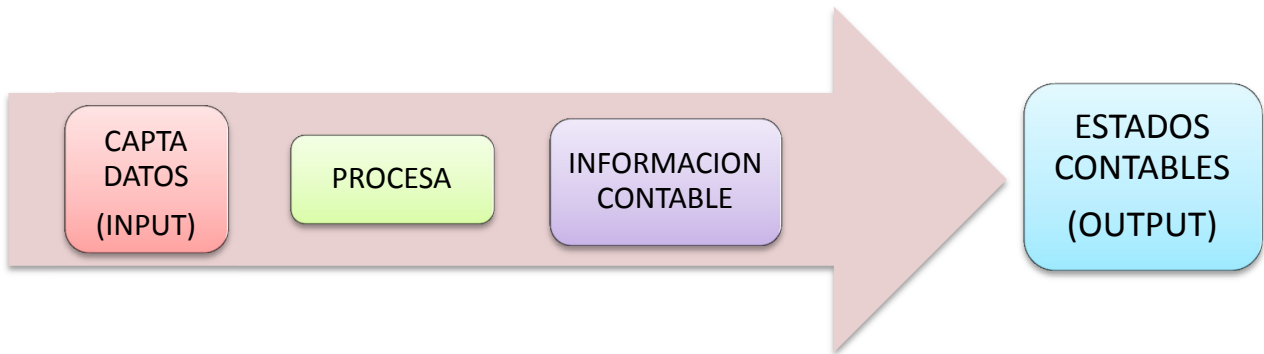 CAPTA
DATOS
(INPUT)
PROCESA
INFORMACION
CONTABLE
ESTADOS
CONTABLES
(OUTPUT)